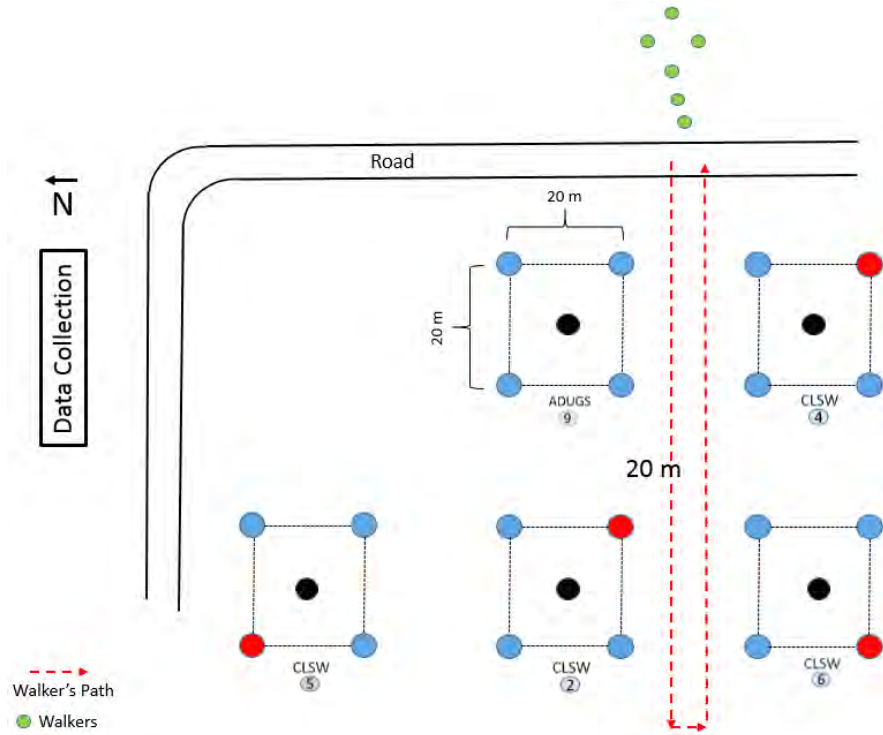 Road
N
Data Collection
20 m
20 m
ADUGS
9
CLSW
4
20 m
CLSW
5
CLSW
2
CLSW
6
Walker's Path
Walkers